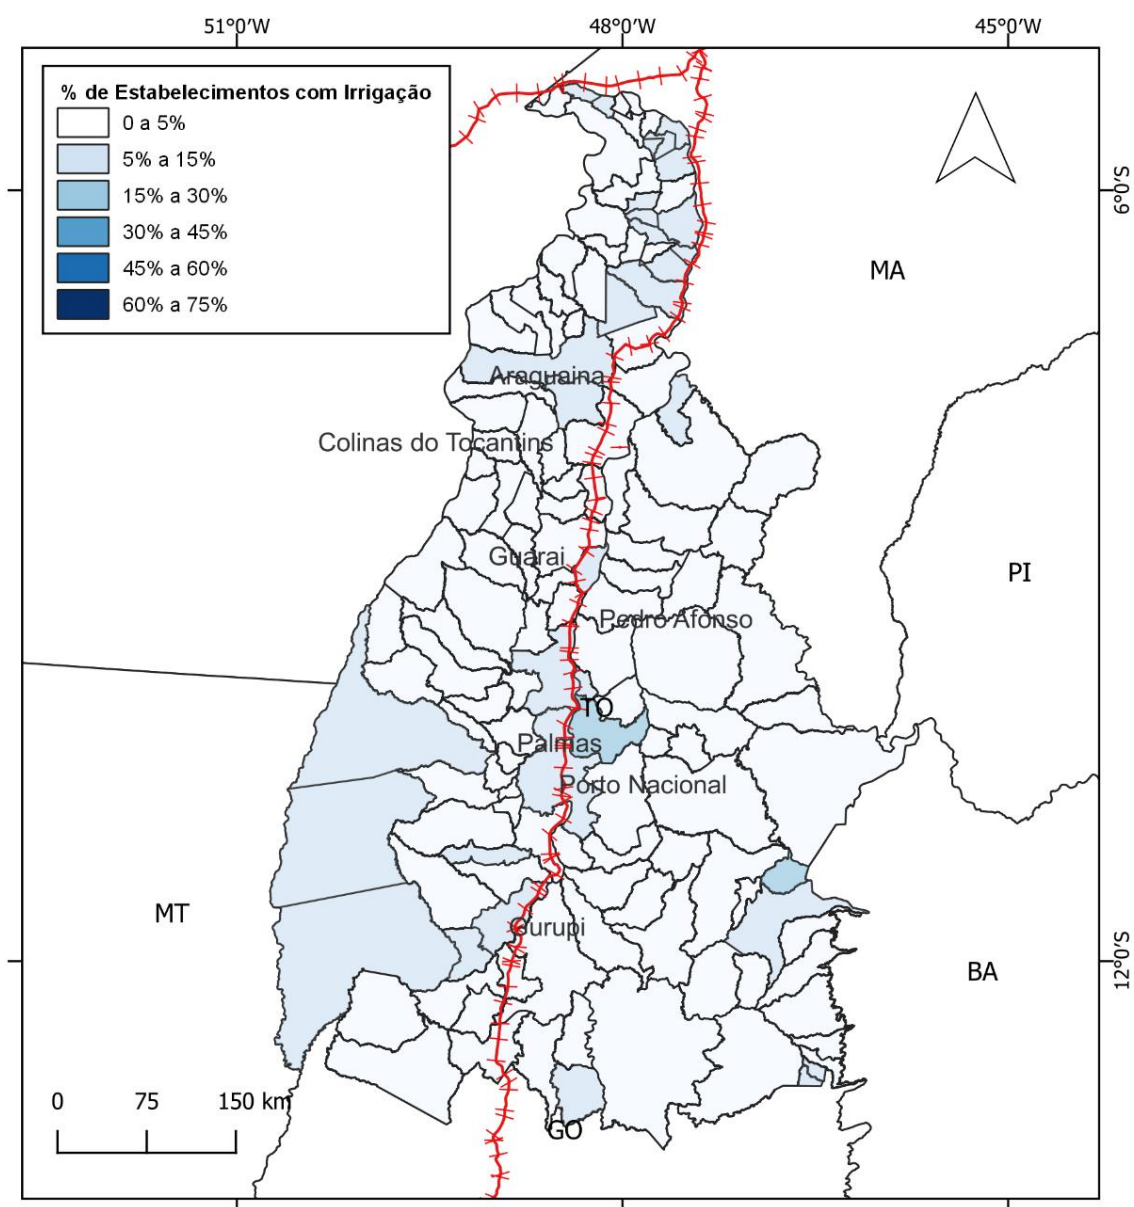 51°0'W 48°0'W 45°0'W
% de Estabelecimentos com Irrigação
0 a 5%
5% a 15%
15% a 30%
30% a 45%
45% a 60%
60% a 75%
6°0'S
MA
Araguaina
Colinas do Tocantins
Guarai
PI
Pedro Afonso
TO
Palmas
Porto Nacional
MT
Gurupi
BA
12°0'S
0 75 150 km
GO